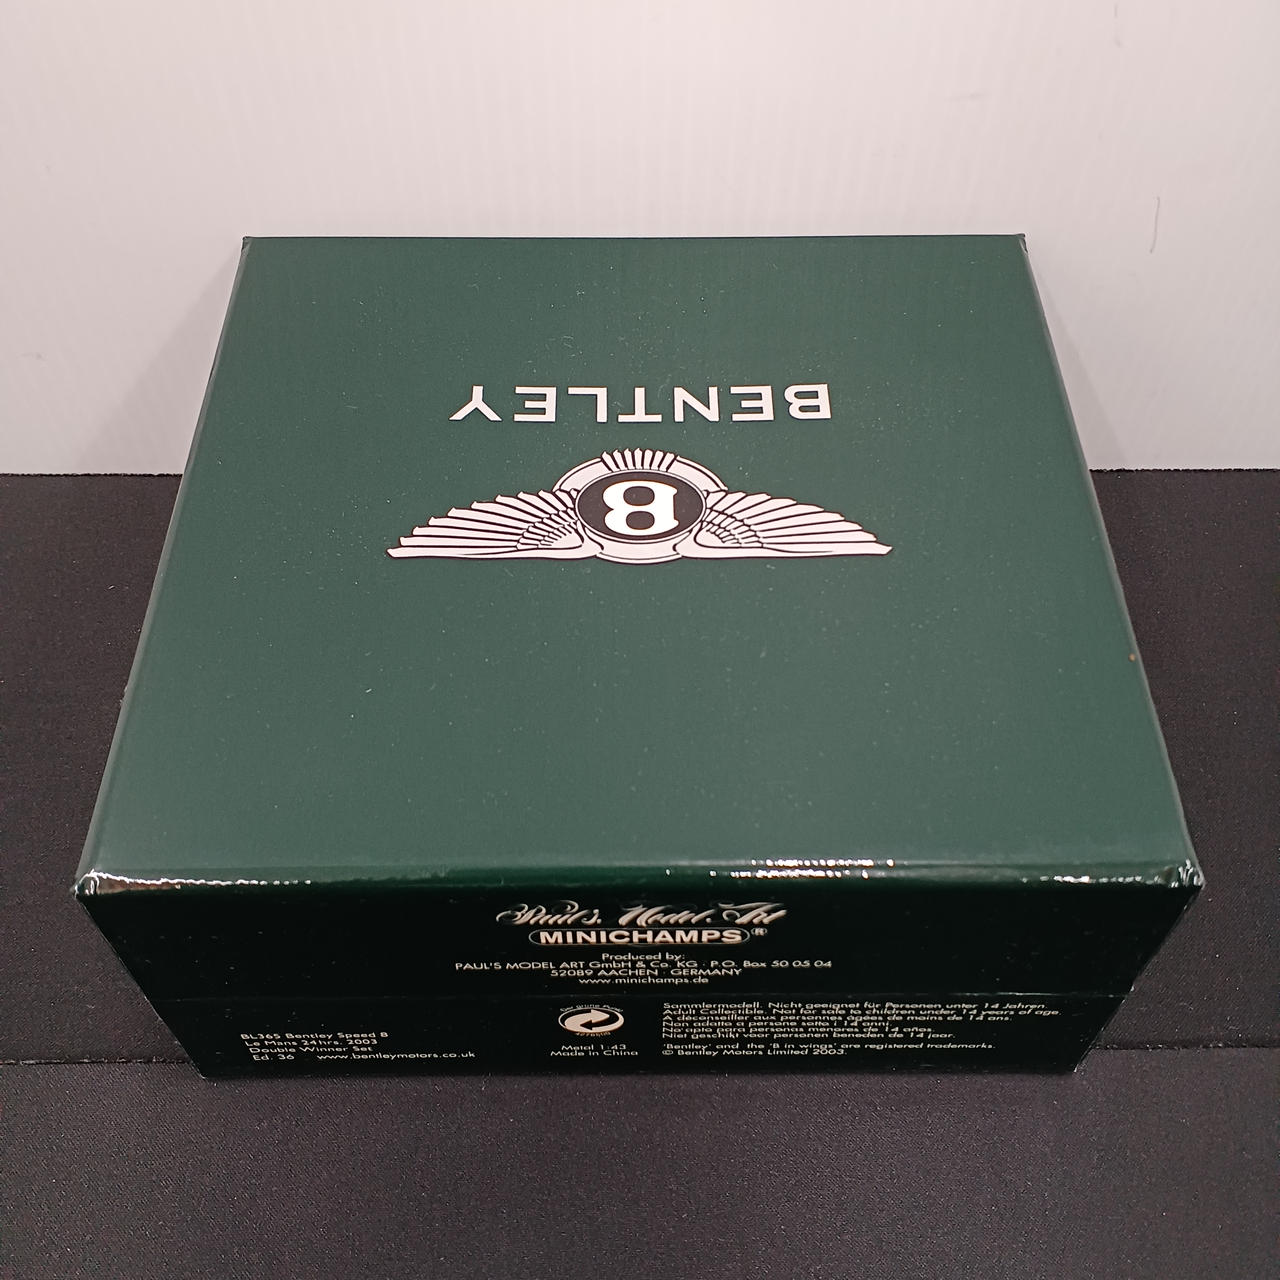 BENTLEY
B
Paul's Model Art
MINICHAMPS®
Produced by:
PAUL'S MODEL ART GmbH & Co. KG · P.O. Box 50 05 04
52089 AACHEN · GERMANY
www.minichamps.de
BL365 Bentley Speed 8
Le Mans 24hrs. 2003
Double Winner Set
Ed. 36 www.bentleymotors.co.uk
Metal 1:43
Made in China
Sammlermodell. Nicht geeignet für Personen unter 14 Jahren.
Adult Collectible. Not for sale to children under 14 years of age.
A déconseiller aux personnes âgées de moins de 14 ans.
Non adatto a persone sotto i 14 anni.
No apto para personas menores de 14 años.
Niet geschikt voor personen beneden de 14 jaar.
'Bentley' and the 'B in wings' are registered trademarks.
© Bentley Motors Limited 2003.